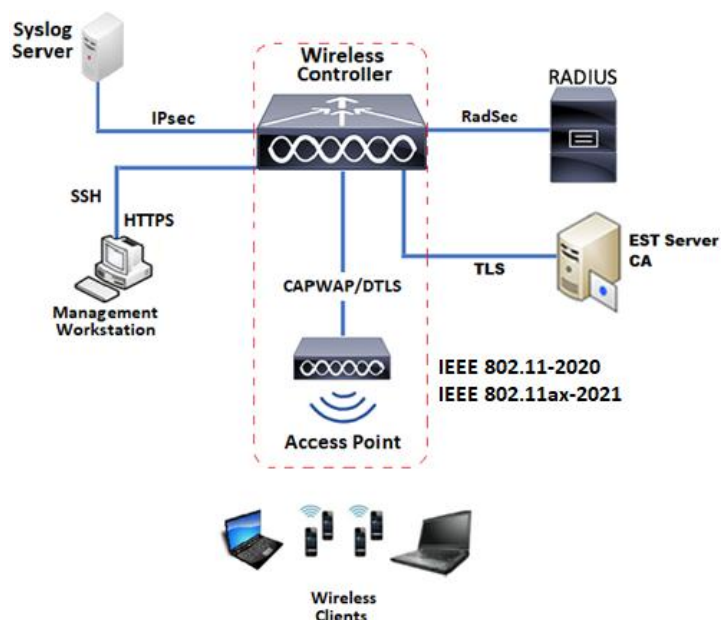 Syslog
Server
Wireless
Controller
RADIUS
IPsec
RadSec
SSH
HTTPS
EST Server
CA
TLS
Management
Workstation
CAPWAP/DTLS
IEEE 802.11-2020
IEEE 802.11ax-2021
Access Point
Wireless
Clients